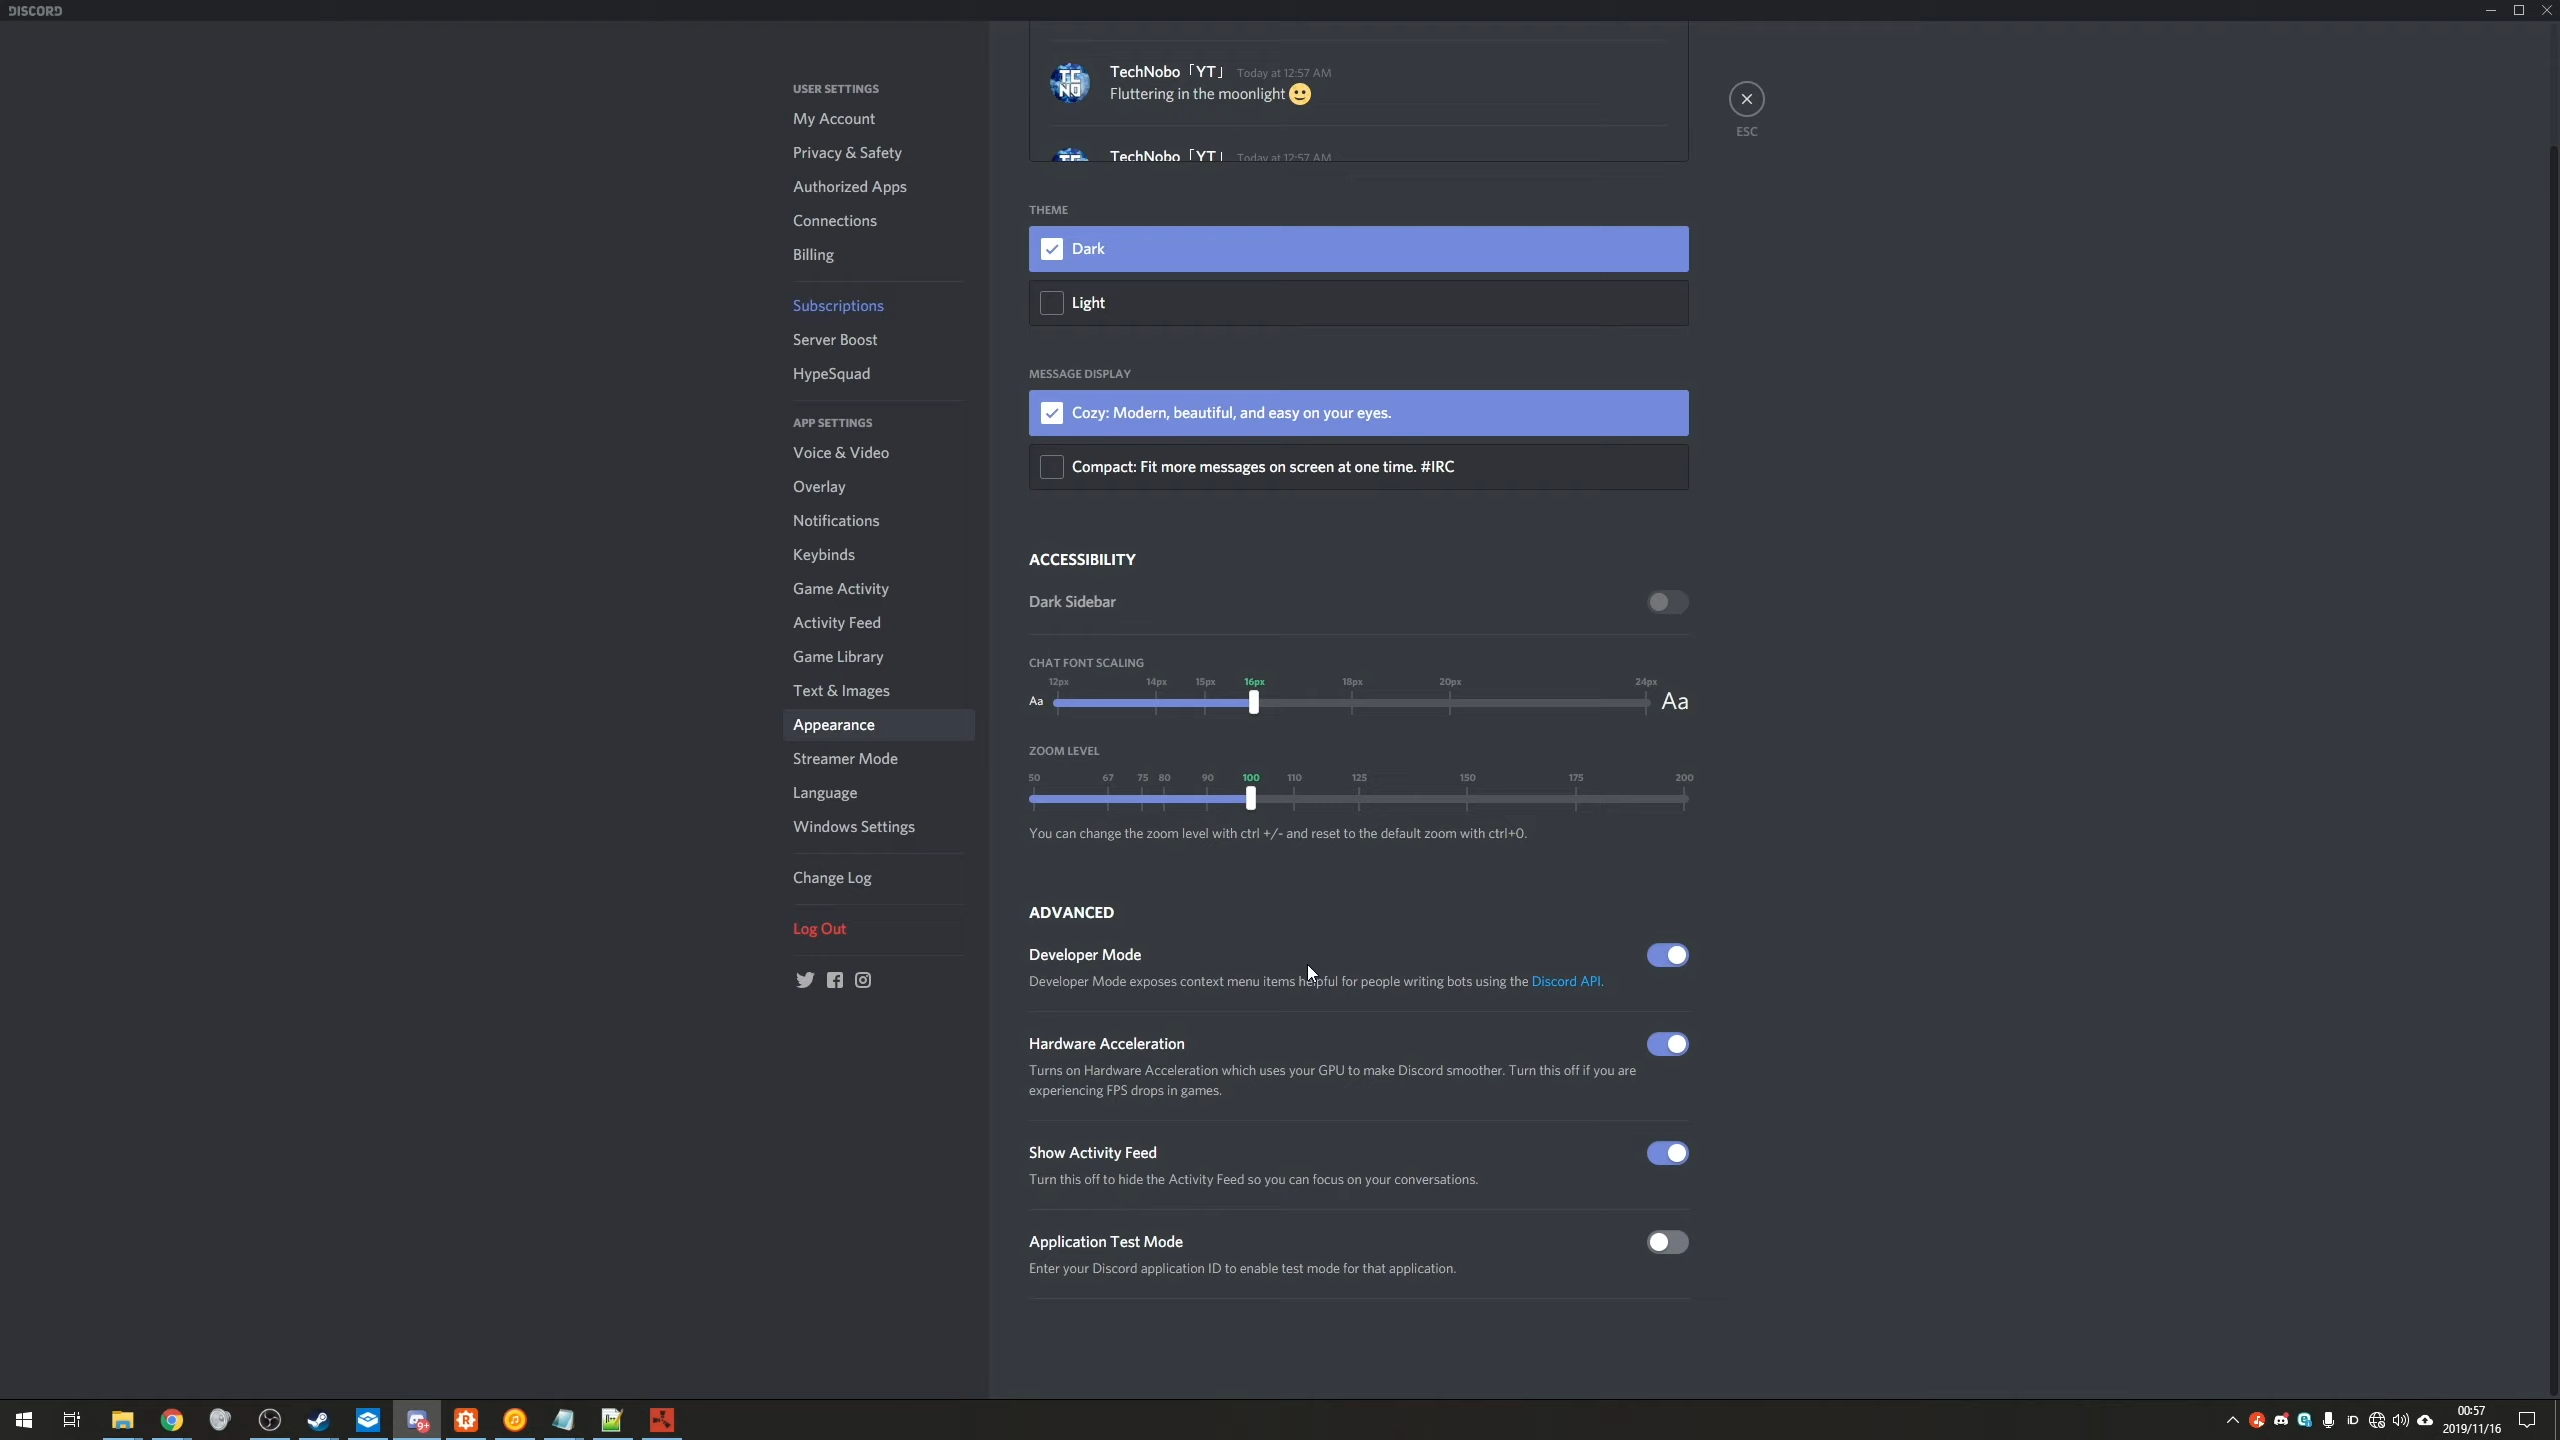 DISCORD
USER SETTINGS
My Account
Privacy & Safety
Authorized Apps
Connections
Billing
Subscriptions
Server Boost
HypeSquad
APP SETTINGS
Voice & Video
Overlay
Notifications
Keybinds
Game Activity
Activity Feed
Game Library
Text & Images
Appearance
Streamer Mode
Language
Windows Settings
Change Log
Log Out
TechNobo「YT」 Today at 12:57 AM
Fluttering in the moonlight
TechNobo「YT」 Today at 12:57 AM
ESC
THEME
Dark
Light
MESSAGE DISPLAY
Cozy: Modern, beautiful, and easy on your eyes.
Compact: Fit more messages on screen at one time. #IRC
ACCESSIBILITY
Dark Sidebar
CHAT FONT SCALING
12px 14px 15px 16px 18px 20px 24px
Aa Aa
ZOOM LEVEL
50 67 75 80 90 100 110 125 150 175 200
You can change the zoom level with ctrl +/- and reset to the default zoom with ctrl+0.
ADVANCED
Developer Mode
Developer Mode exposes context menu items helpful for people writing bots using the Discord API.
Hardware Acceleration
Turns on Hardware Acceleration which uses your GPU to make Discord smoother. Turn this off if you are
experiencing FPS drops in games.
Show Activity Feed
Turn this off to hide the Activity Feed so you can focus on your conversations.
Application Test Mode
Enter your Discord application ID to enable test mode for that application.
9+
iD
00:57
2019/11/16